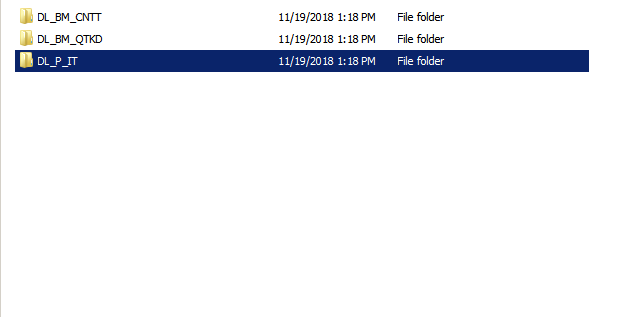 DL_BM_CNTT 11/19/2018 1:18 PM File folder
DL_BM_QTKD 11/19/2018 1:18 PM File folder
DL_P_IT 11/19/2018 1:18 PM File folder